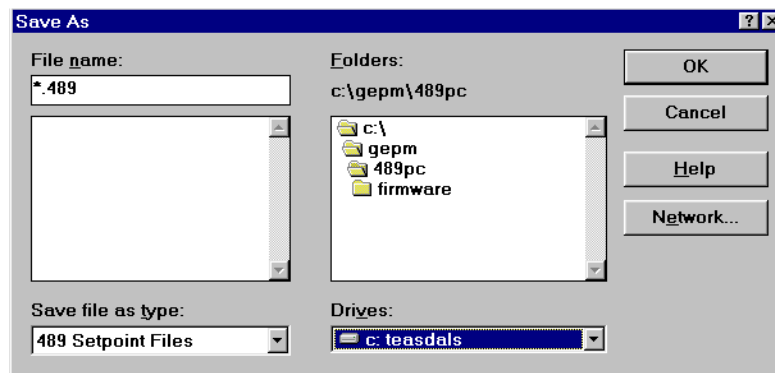 Save As
File name:
*.489
Folders:
c:\gepm\489pc
c:\
gepm
489pc
firmware
OK
Cancel
Help
Network...
Save file as type:
489 Setpoint Files
Drives:
c: teasdals